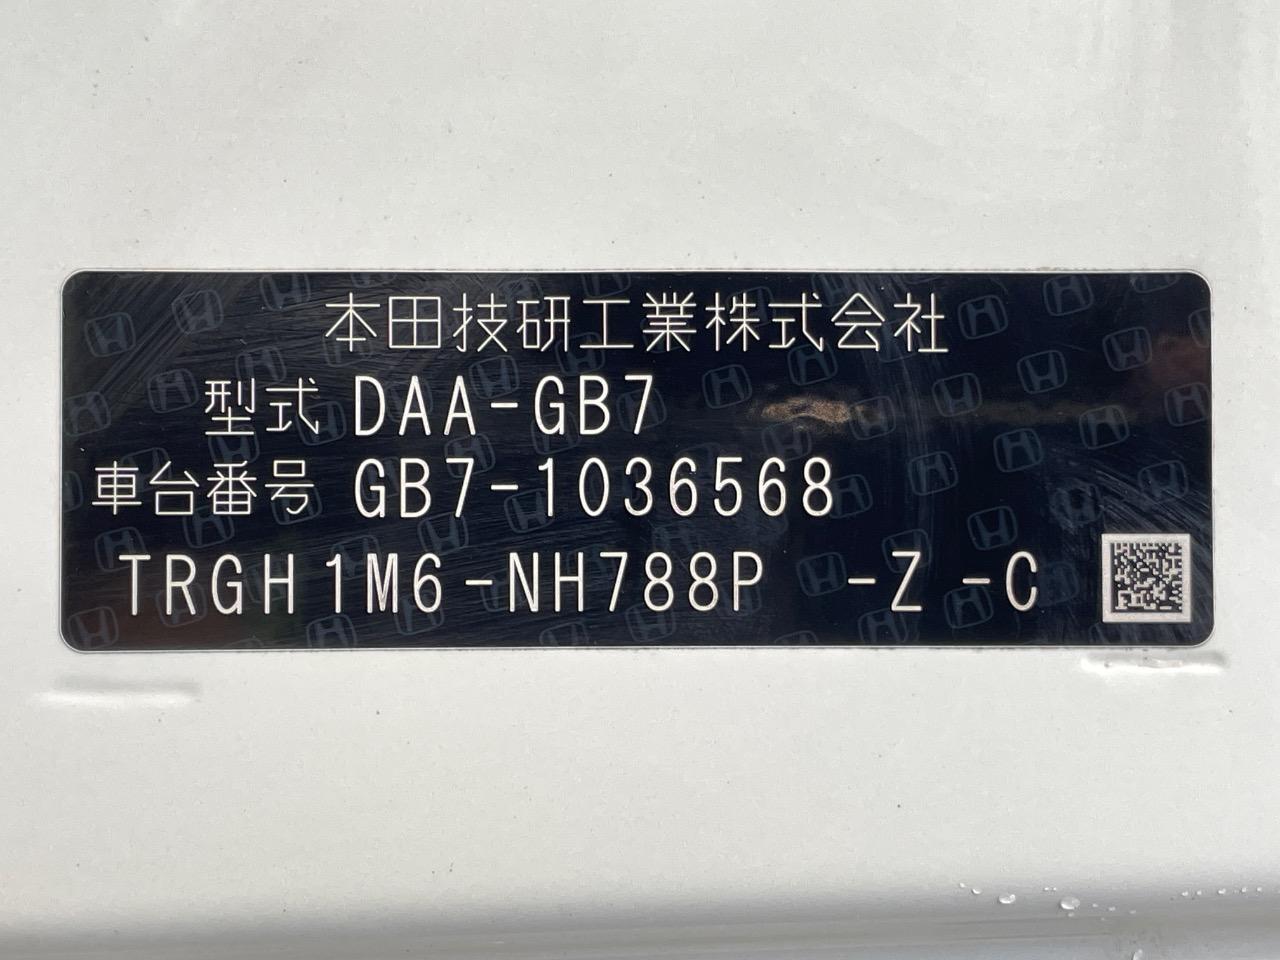 本田技研工業株式会社
型式 DAA-GB7
車台番号 GB7-1036568
TRGH1M6-NH788P -Z-C